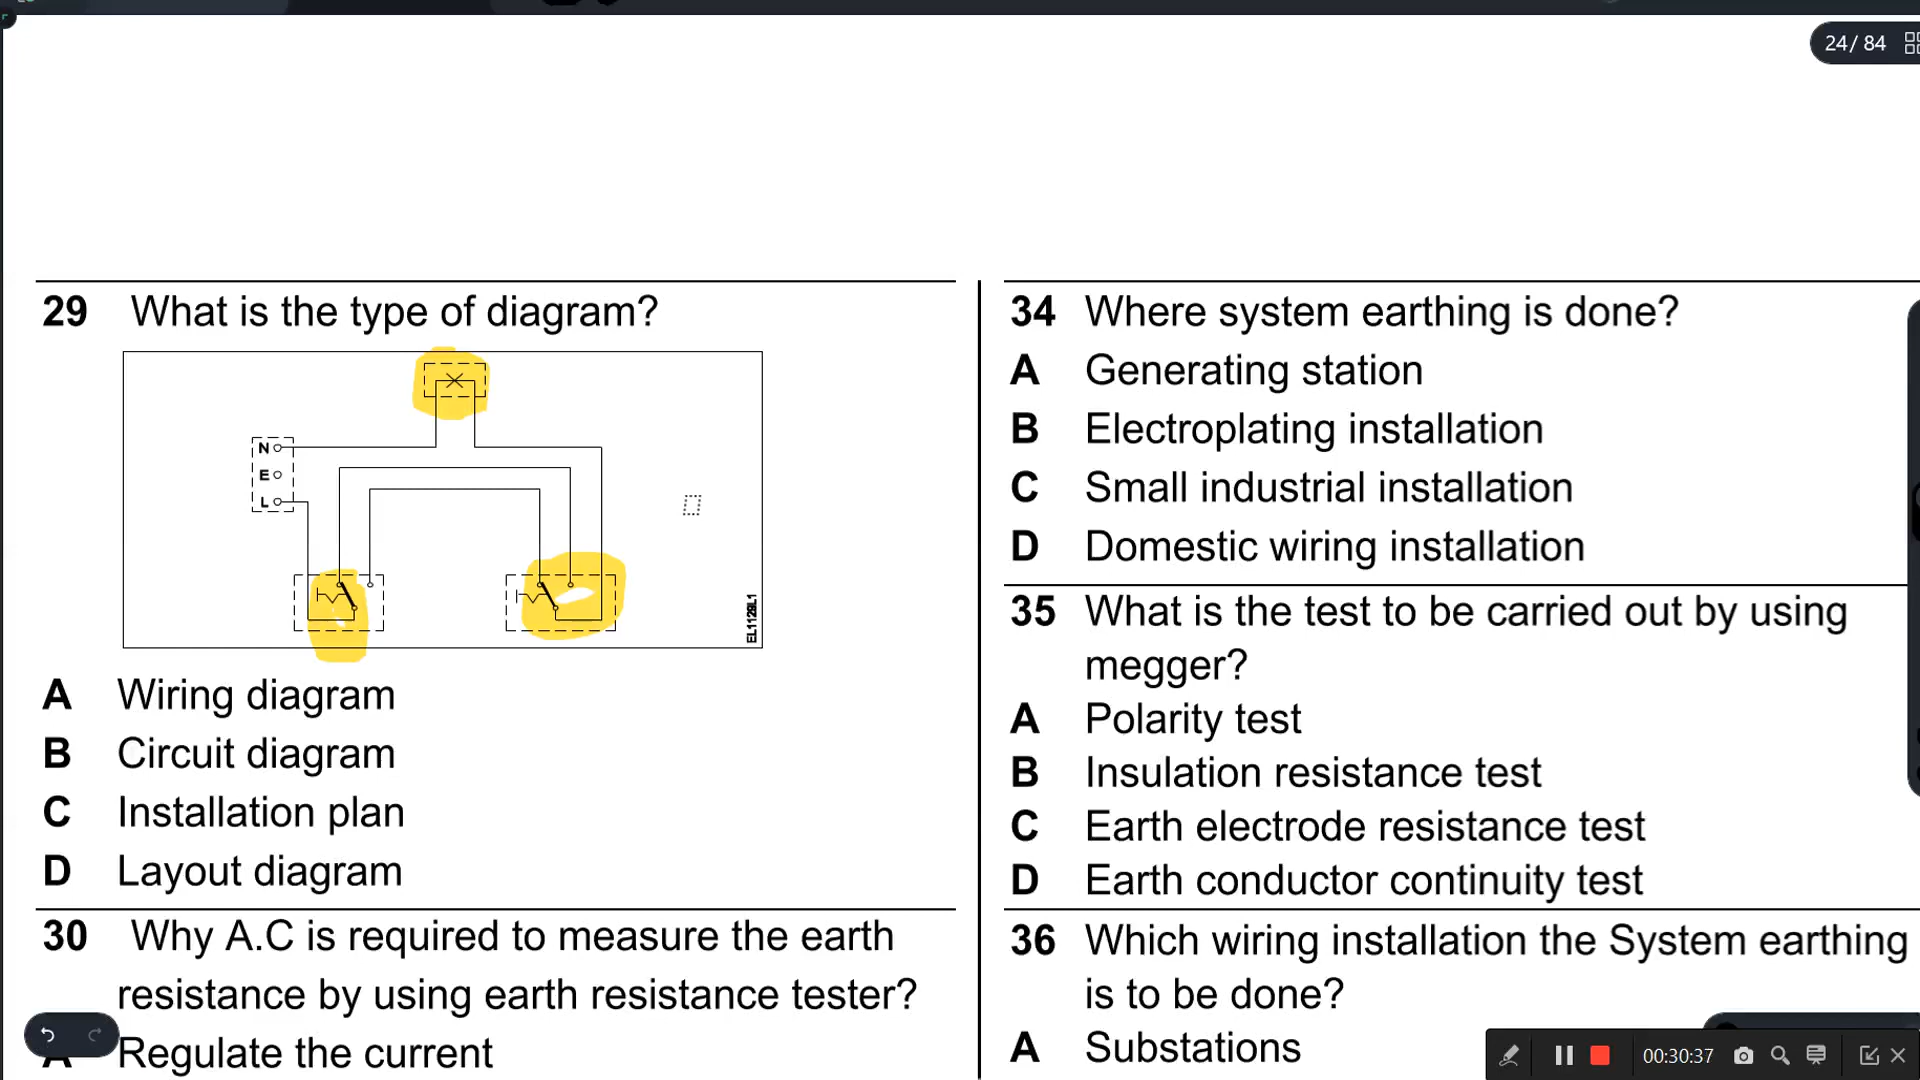 24/ 84
29 What is the type of diagram?
N
E
L
EL1129L1
A Wiring diagram
B Circuit diagram
C Installation plan
D Layout diagram
30 Why A.C is required to measure the earth
resistance by using earth resistance tester?
A Regulate the current
34 Where system earthing is done?
A Generating station
B Electroplating installation
C Small industrial installation
D Domestic wiring installation
35 What is the test to be carried out by using
megger?
A Polarity test
B Insulation resistance test
C Earth electrode resistance test
D Earth conductor continuity test
36 Which wiring installation the System earthing
is to be done?
A Substations
00:30:37